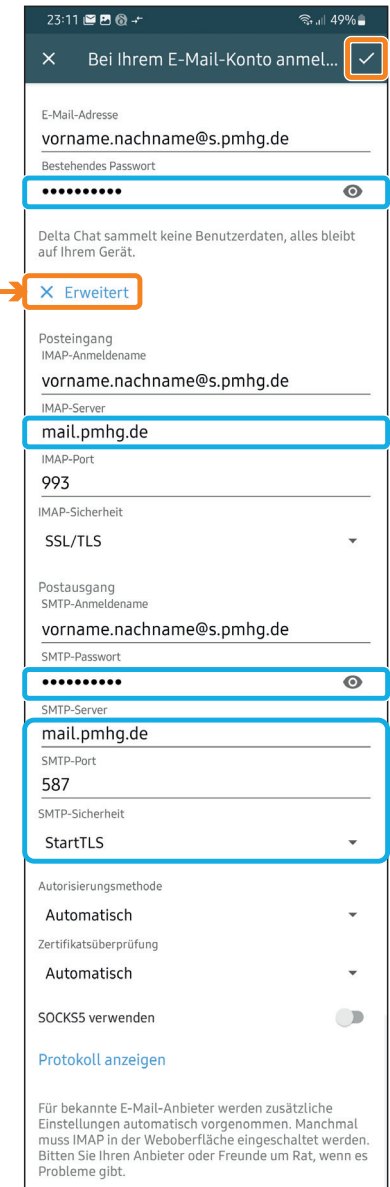 23:11 49%
Bei Ihrem E-Mail-Konto anmel...
E-Mail-Adresse
vorname.nachname@s.pmhg.de
Bestehendes Passwort
••••••••••
Delta Chat sammelt keine Benutzerdaten, alles bleibt
auf Ihrem Gerät.
Erweitert
Posteingang
IMAP-Anmeldename
vorname.nachname@s.pmhg.de
IMAP-Server
mail.pmhg.de
IMAP-Port
993
IMAP-Sicherheit
SSL/TLS
Postausgang
SMTP-Anmeldename
vorname.nachname@s.pmhg.de
SMTP-Passwort
••••••••••
SMTP-Server
mail.pmhg.de
SMTP-Port
587
SMTP-Sicherheit
StartTLS
Autorisierungsmethode
Automatisch
Zertifikatsüberprüfung
Automatisch
SOCKS5 verwenden
Protokoll anzeigen
Für bekannte E-Mail-Anbieter werden zusätzliche
Einstellungen automatisch vorgenommen. Manchmal
muss IMAP in der Weboberfläche eingeschaltet werden.
Bitten Sie Ihren Anbieter oder Freunde um Rat, wenn es
Probleme gibt.